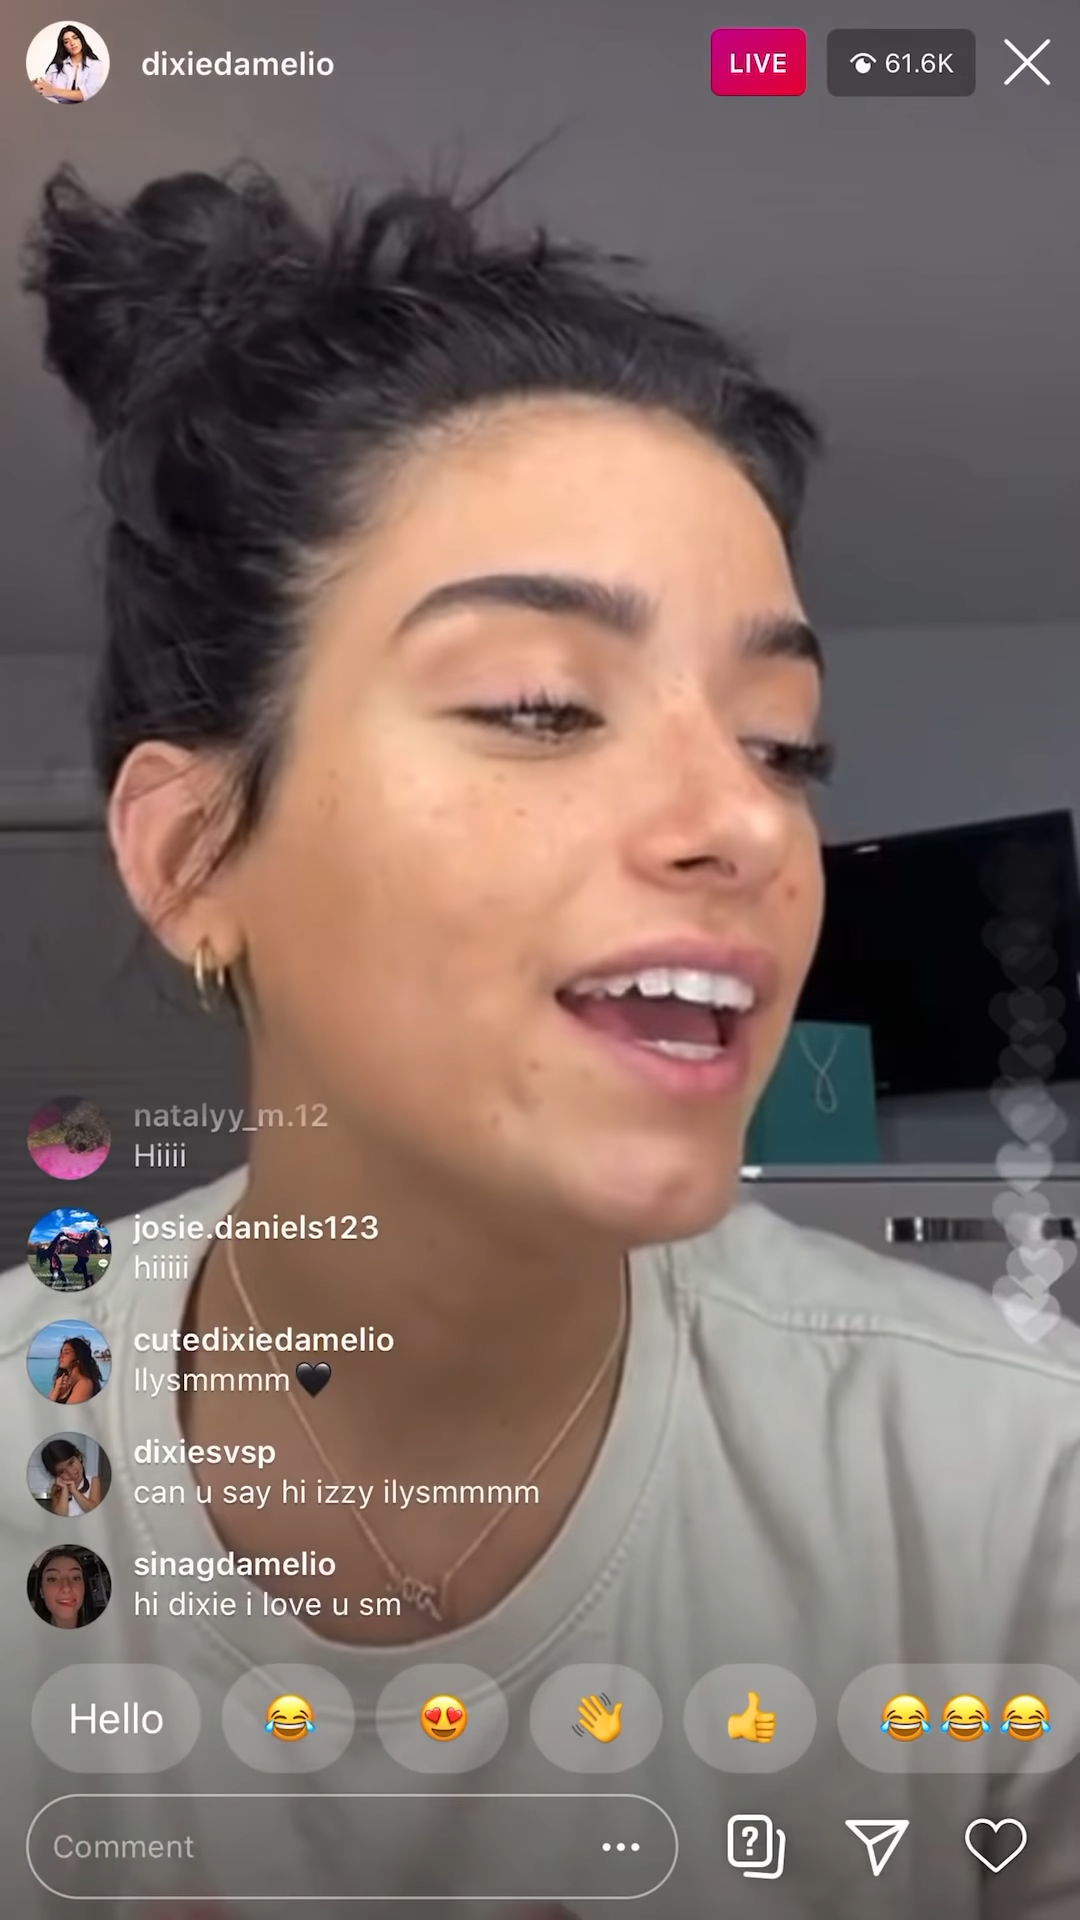 dixiedamelio
LIVE
61.6K
natalyy_m.12
Hiiii
josie.daniels123
hiiiii
cutedixiedamelio
llysmmmm🖤
dixiesvsp
can u say hi izzy ilysmmmm
sinagdamelio
hi dixie i love u sm
Hello 😂 😍 👋 👍 😂😂😂
Comment